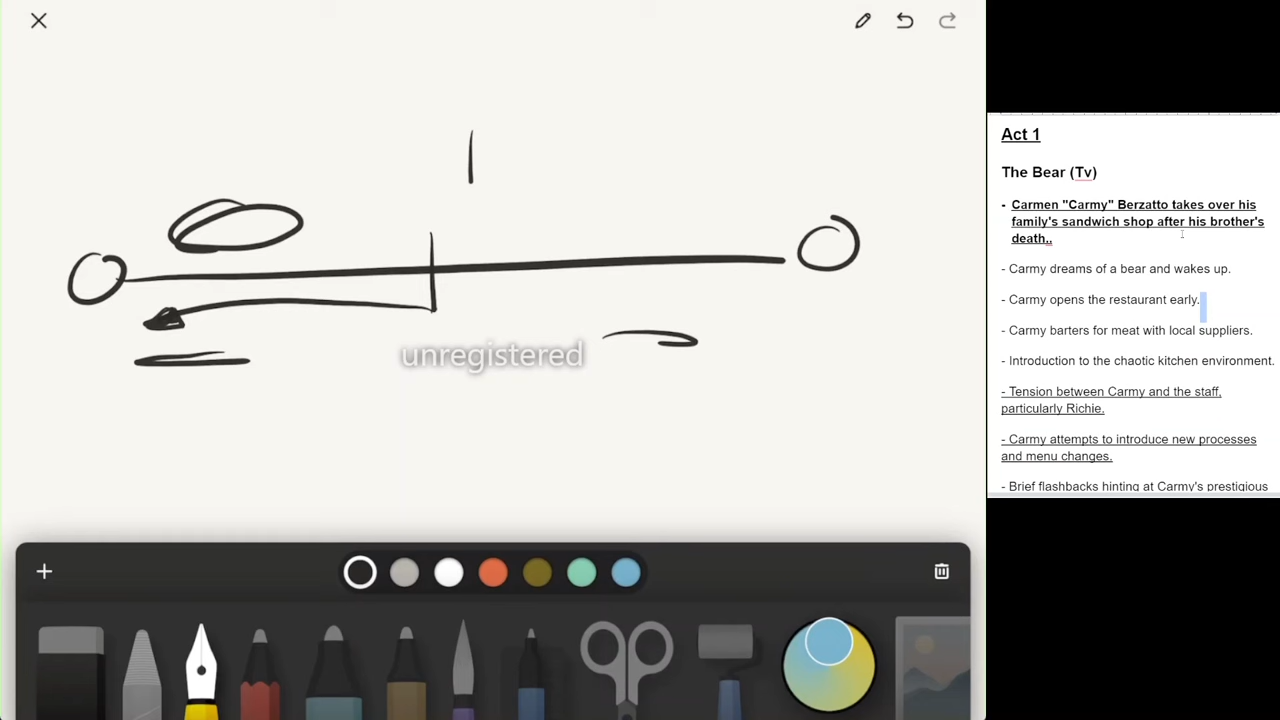 unregistered
Act 1
The Bear (Tv)
- Carmen "Carmy" Berzatto takes over his
family's sandwich shop after his brother's
death..
- Carmy dreams of a bear and wakes up.
- Carmy opens the restaurant early.
- Carmy barters for meat with local suppliers.
- Introduction to the chaotic kitchen environment.
- Tension between Carmy and the staff,
particularly Richie.
- Carmy attempts to introduce new processes
and menu changes.
- Brief flashbacks hinting at Carmy's prestigious